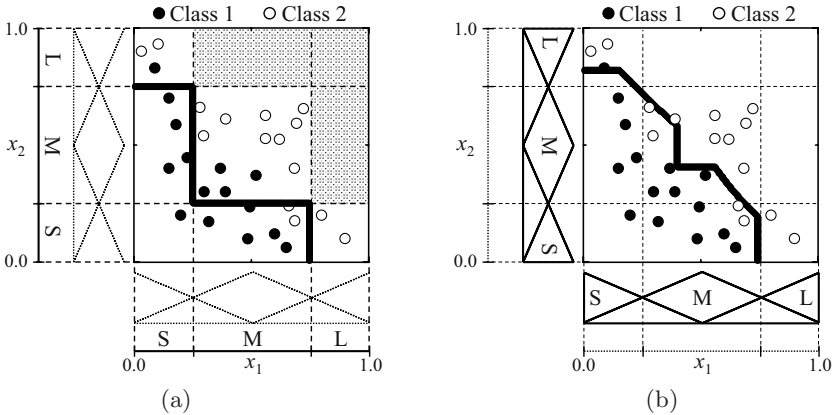 ● Class 1 ○ Class 2
1.0
L
x2
M
S
0.0
S M L
0.0 x1 1.0
(a)
● Class 1 ○ Class 2
1.0
L
x2
M
S
0.0
S M L
0.0 x1 1.0
(b)